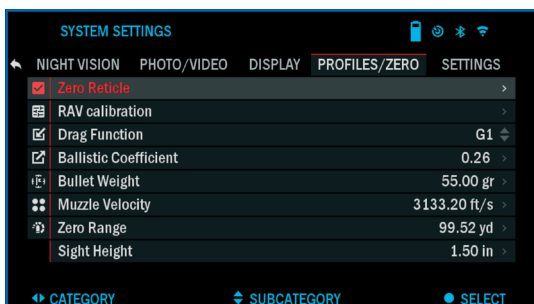 SYSTEM SETTINGS
NIGHT VISION PHOTO/VIDEO DISPLAY PROFILES/ZERO SETTINGS
Zero Reticle
RAV calibration
Drag Function G1
Ballistic Coefficient 0.26
Bullet Weight 55.00 gr
Muzzle Velocity 3133.20 ft/s
Zero Range 99.52 yd
Sight Height 1.50 in
CATEGORY SUBCATEGORY SELECT